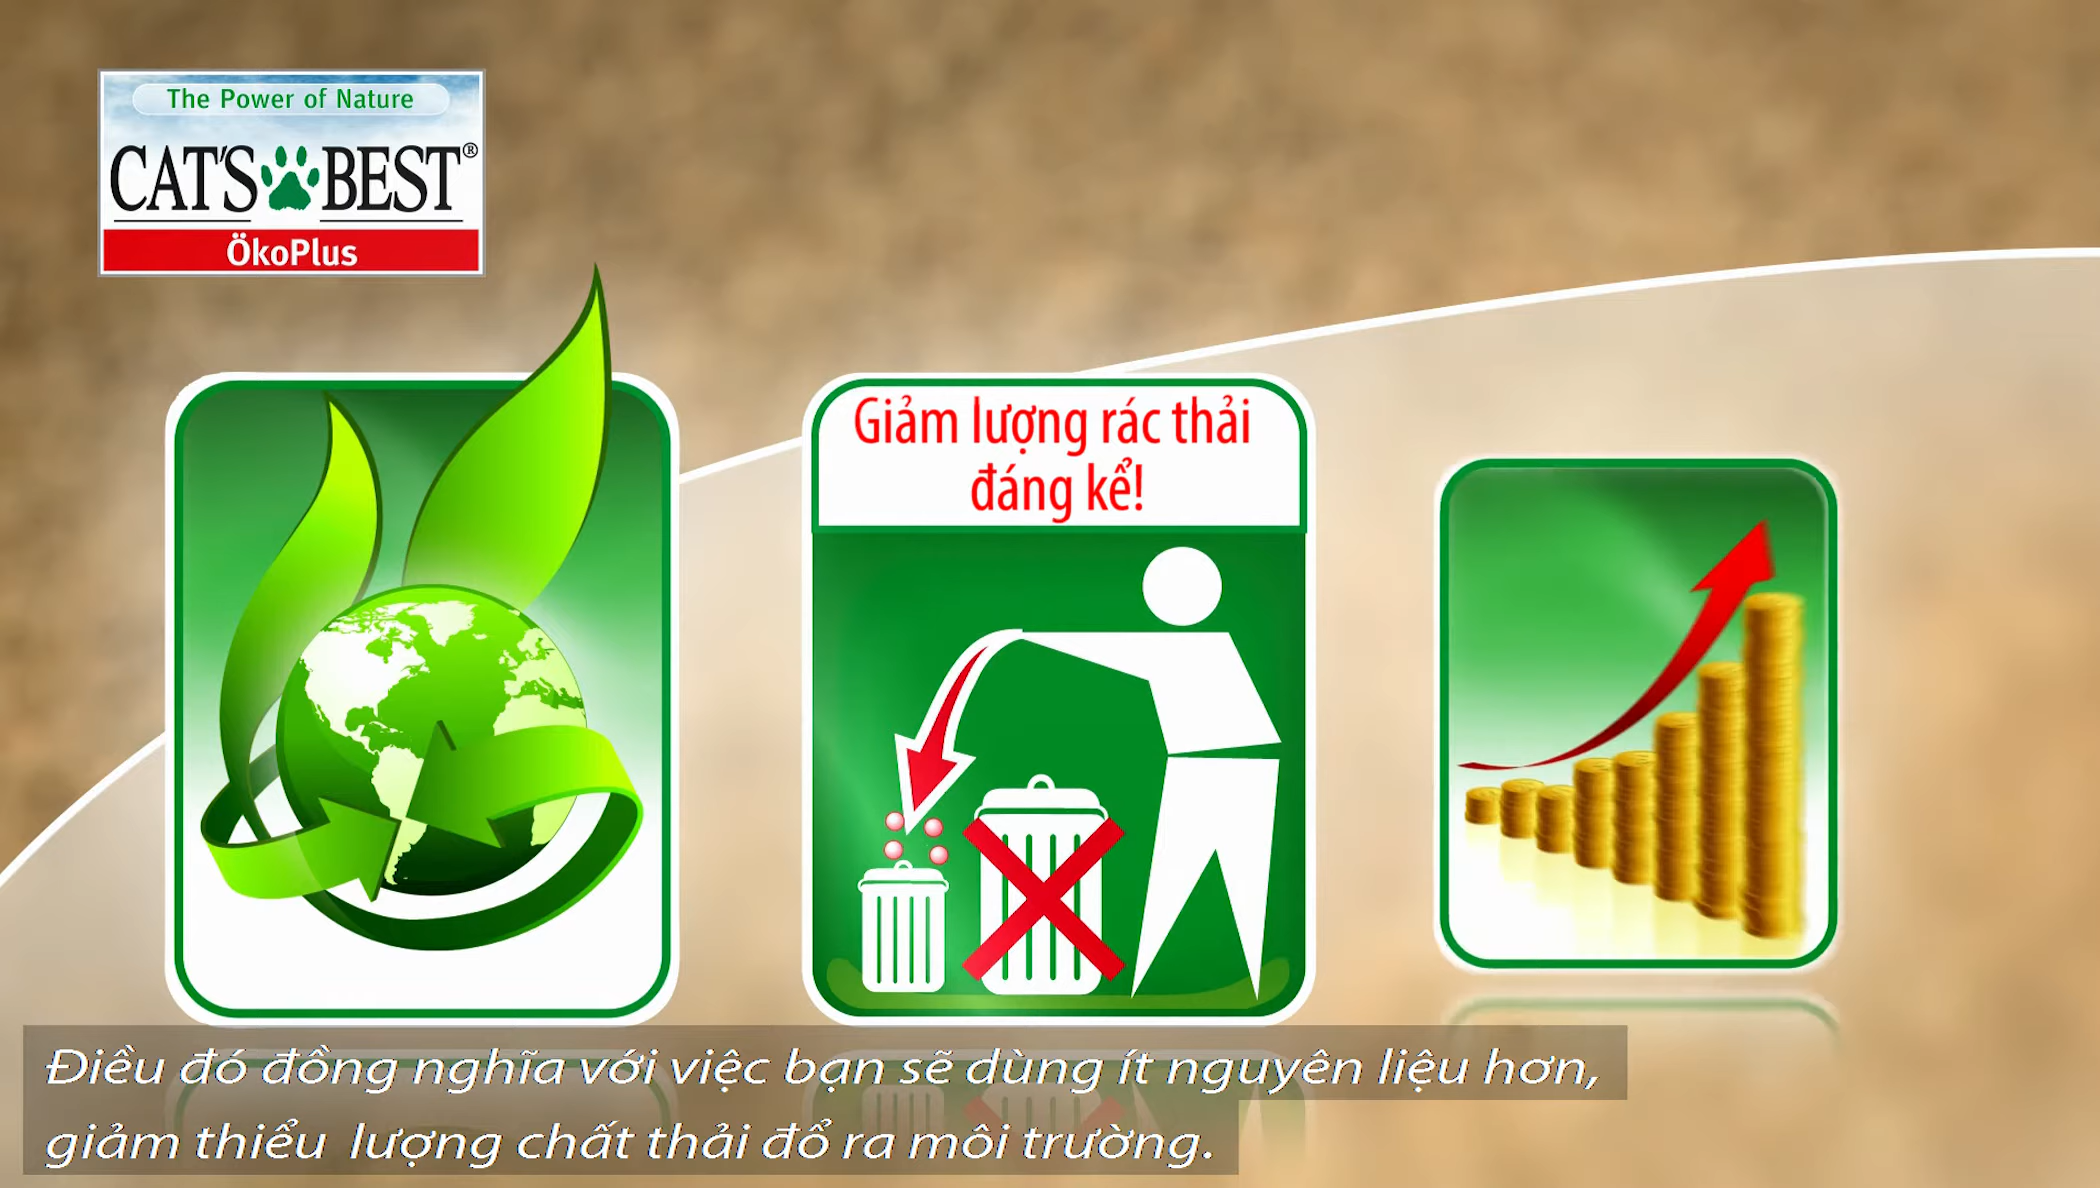 The Power of Nature
CAT'S BEST®
ÖkoPlus
Giảm lượng rác thải
đáng kể!
Điều đó đồng nghĩa với việc bạn sẽ dùng ít nguyên liệu hơn,
giảm thiểu lượng chất thải đổ ra môi trường.